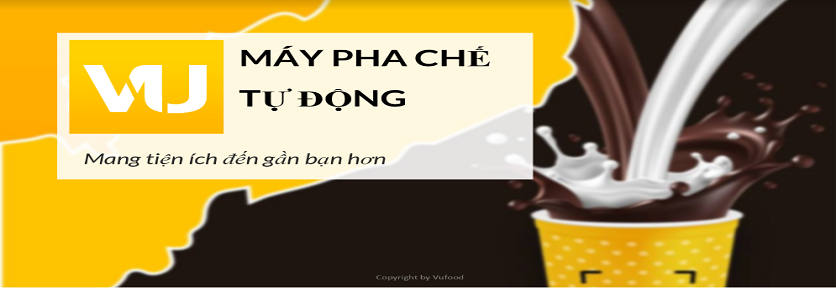 VU
MÁY PHA CHẾ
TỰ ĐỘNG
Mang tiện ích đến gần bạn hơn
Copyright by Vufood